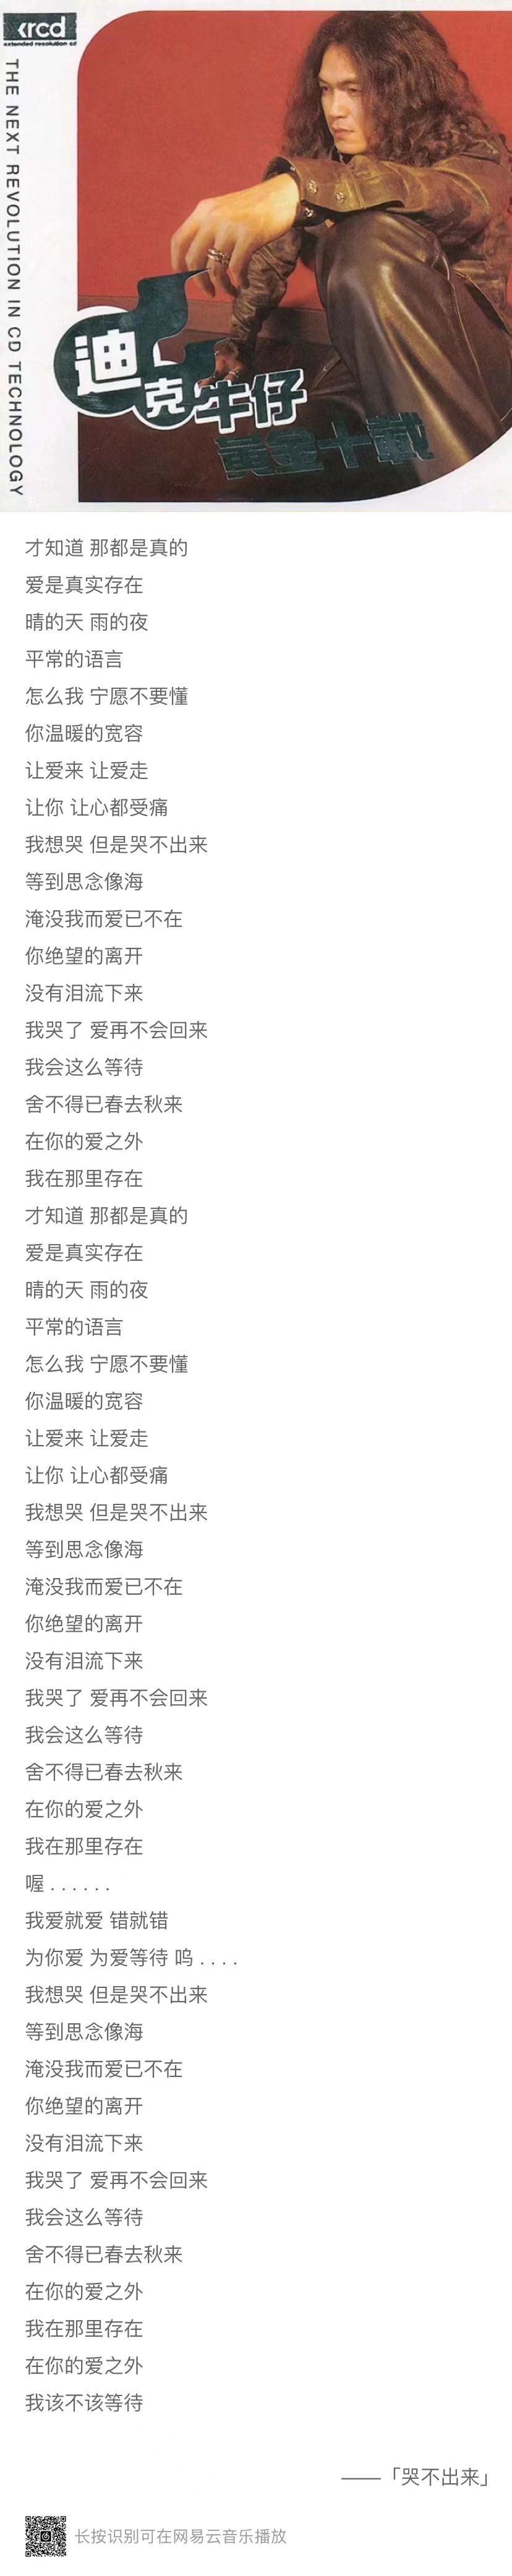 xrcd
extended resolution cd
THE NEXT REVOLUTION IN CD TECHNOLOGY
迪克牛仔
黄金十载
才知道 那都是真的
爱是真实存在
晴的天 雨的夜
平常的语言
怎么我 宁愿不要懂
你温暖的宽容
让爱来 让爱走
让你 让心都受痛
我想哭 但是哭不出来
等到思念像海
淹没我而爱已不在
你绝望的离开
没有泪流下来
我哭了 爱再不会回来
我会这么等待
舍不得已春去秋来
在你的爱之外
我在那里存在
才知道 那都是真的
爱是真实存在
晴的天 雨的夜
平常的语言
怎么我 宁愿不要懂
你温暖的宽容
让爱来 让爱走
让你 让心都受痛
我想哭 但是哭不出来
等到思念像海
淹没我而爱已不在
你绝望的离开
没有泪流下来
我哭了 爱再不会回来
我会这么等待
舍不得已春去秋来
在你的爱之外
我在那里存在
喔 . . . . . .
我爱就爱 错就错
为你爱 为爱等待 呜 . . . .
我想哭 但是哭不出来
等到思念像海
淹没我而爱已不在
你绝望的离开
没有泪流下来
我哭了 爱再不会回来
我会这么等待
舍不得已春去秋来
在你的爱之外
我在那里存在
在你的爱之外
我该不该等待
——「哭不出来」
长按识别可在网易云音乐播放